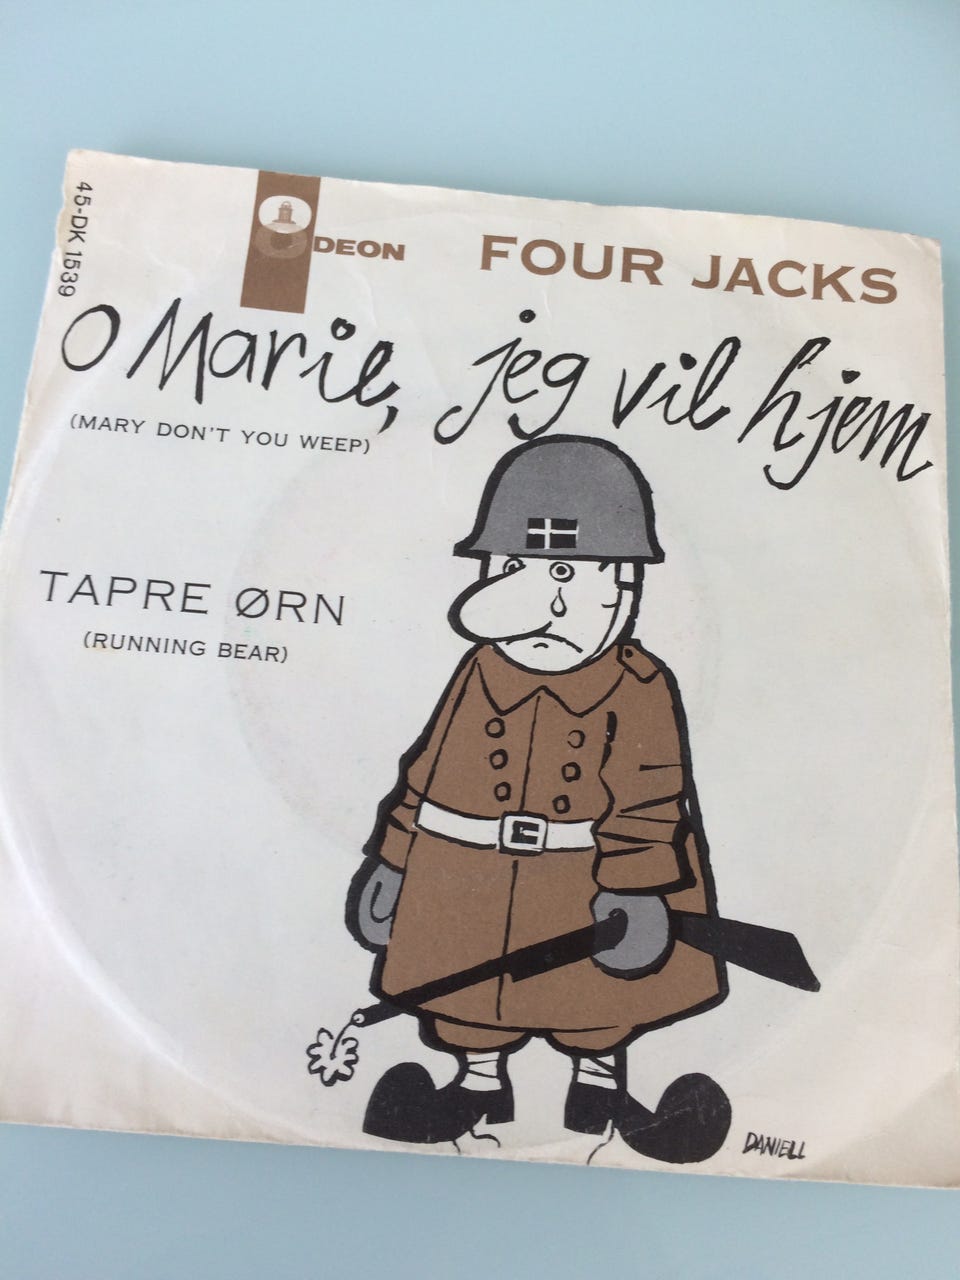 45-DK 1539
ODEON
FOUR JACKS
O Marie, jeg vil hjem
(MARY DON'T YOU WEEP)
TAPRE ØRN
(RUNNING BEAR)
DANIELL